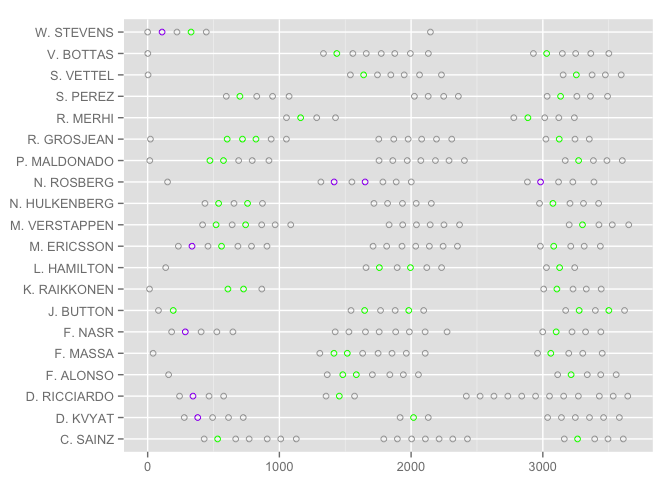 W. STEVENS
V. BOTTAS
S. VETTEL
S. PEREZ
R. MERHI
R. GROSJEAN
P. MALDONADO
N. ROSBERG
N. HULKENBERG
M. VERSTAPPEN
M. ERICSSON
L. HAMILTON
K. RAIKKONEN
J. BUTTON
F. NASR
F. MASSA
F. ALONSO
D. RICCIARDO
D. KVYAT
C. SAINZ
0 1000 2000 3000